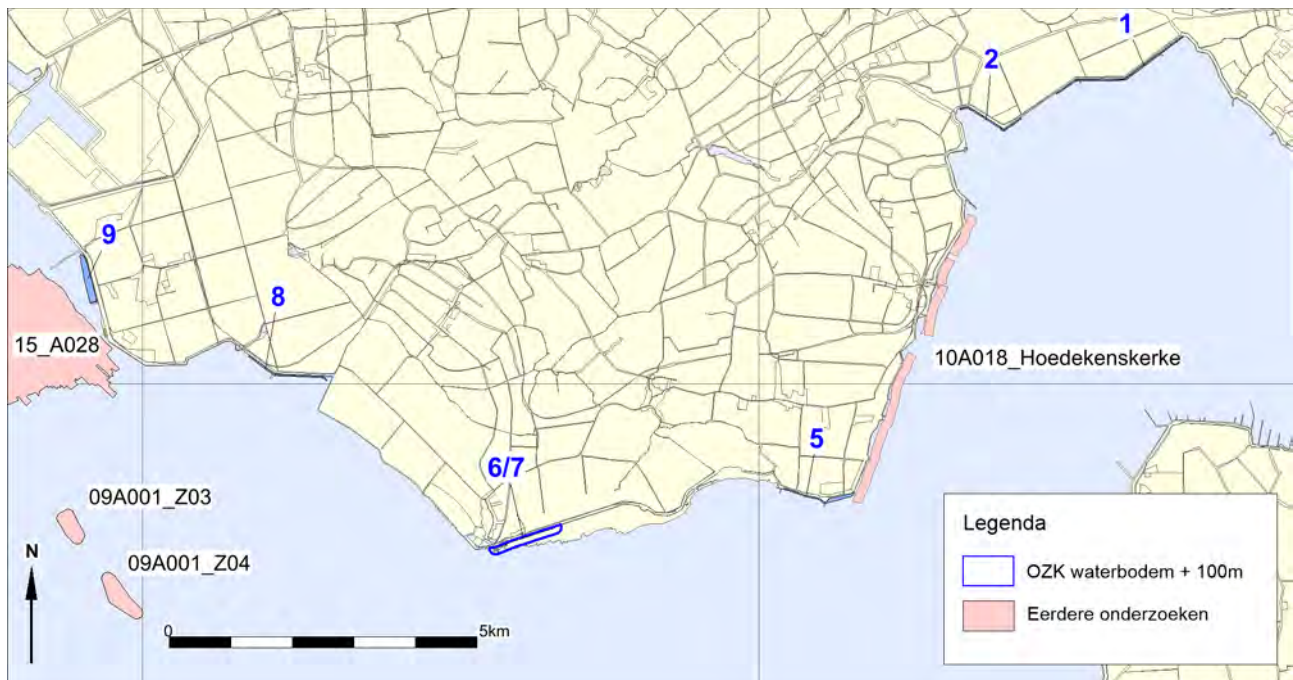 1
2
9
8
15_A028
10A018_Hoedekenskerke
5
6/7
09A001_Z03
09A001_Z04
N
0
5km
Legenda
OZK waterbodem + 100m
Eerdere onderzoeken